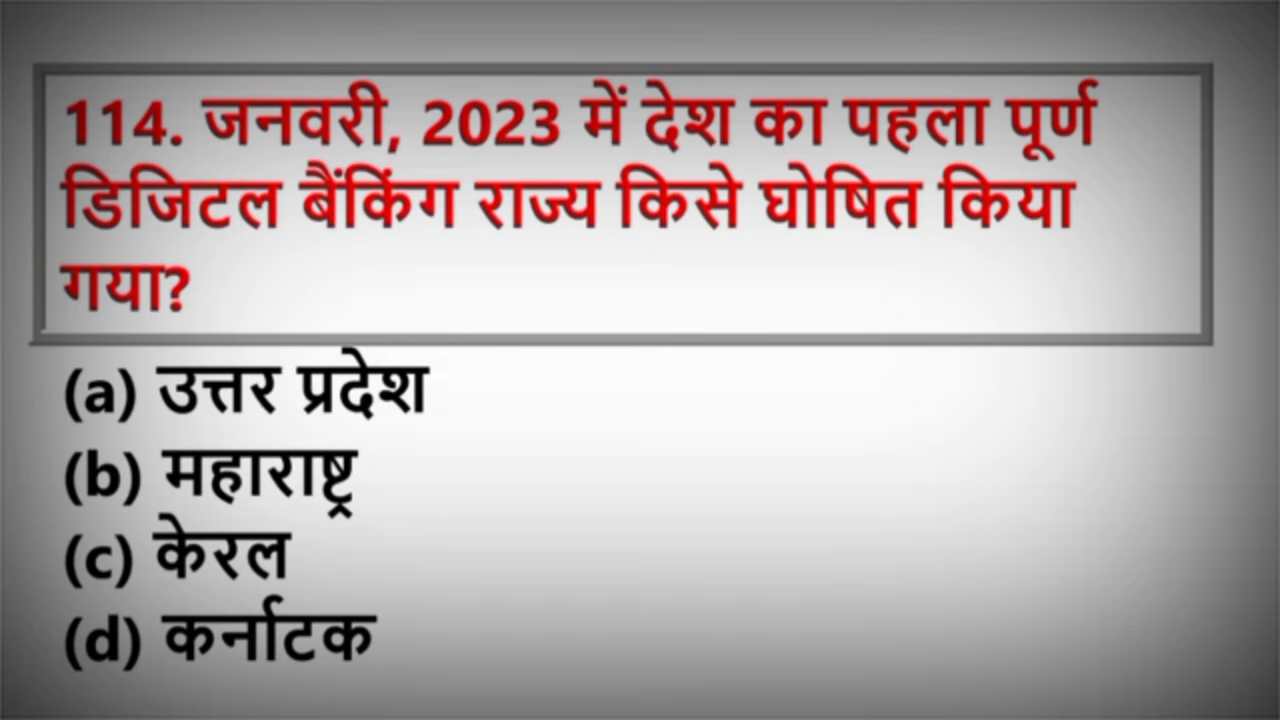 114. जनवरी, 2023 में देश का पहला पूर्ण
डिजिटल बैंकिंग राज्य किसे घोषित किया
गया?
(a) उत्तर प्रदेश
(b) महाराष्ट्र
(c) केरल
(d) कर्नाटक